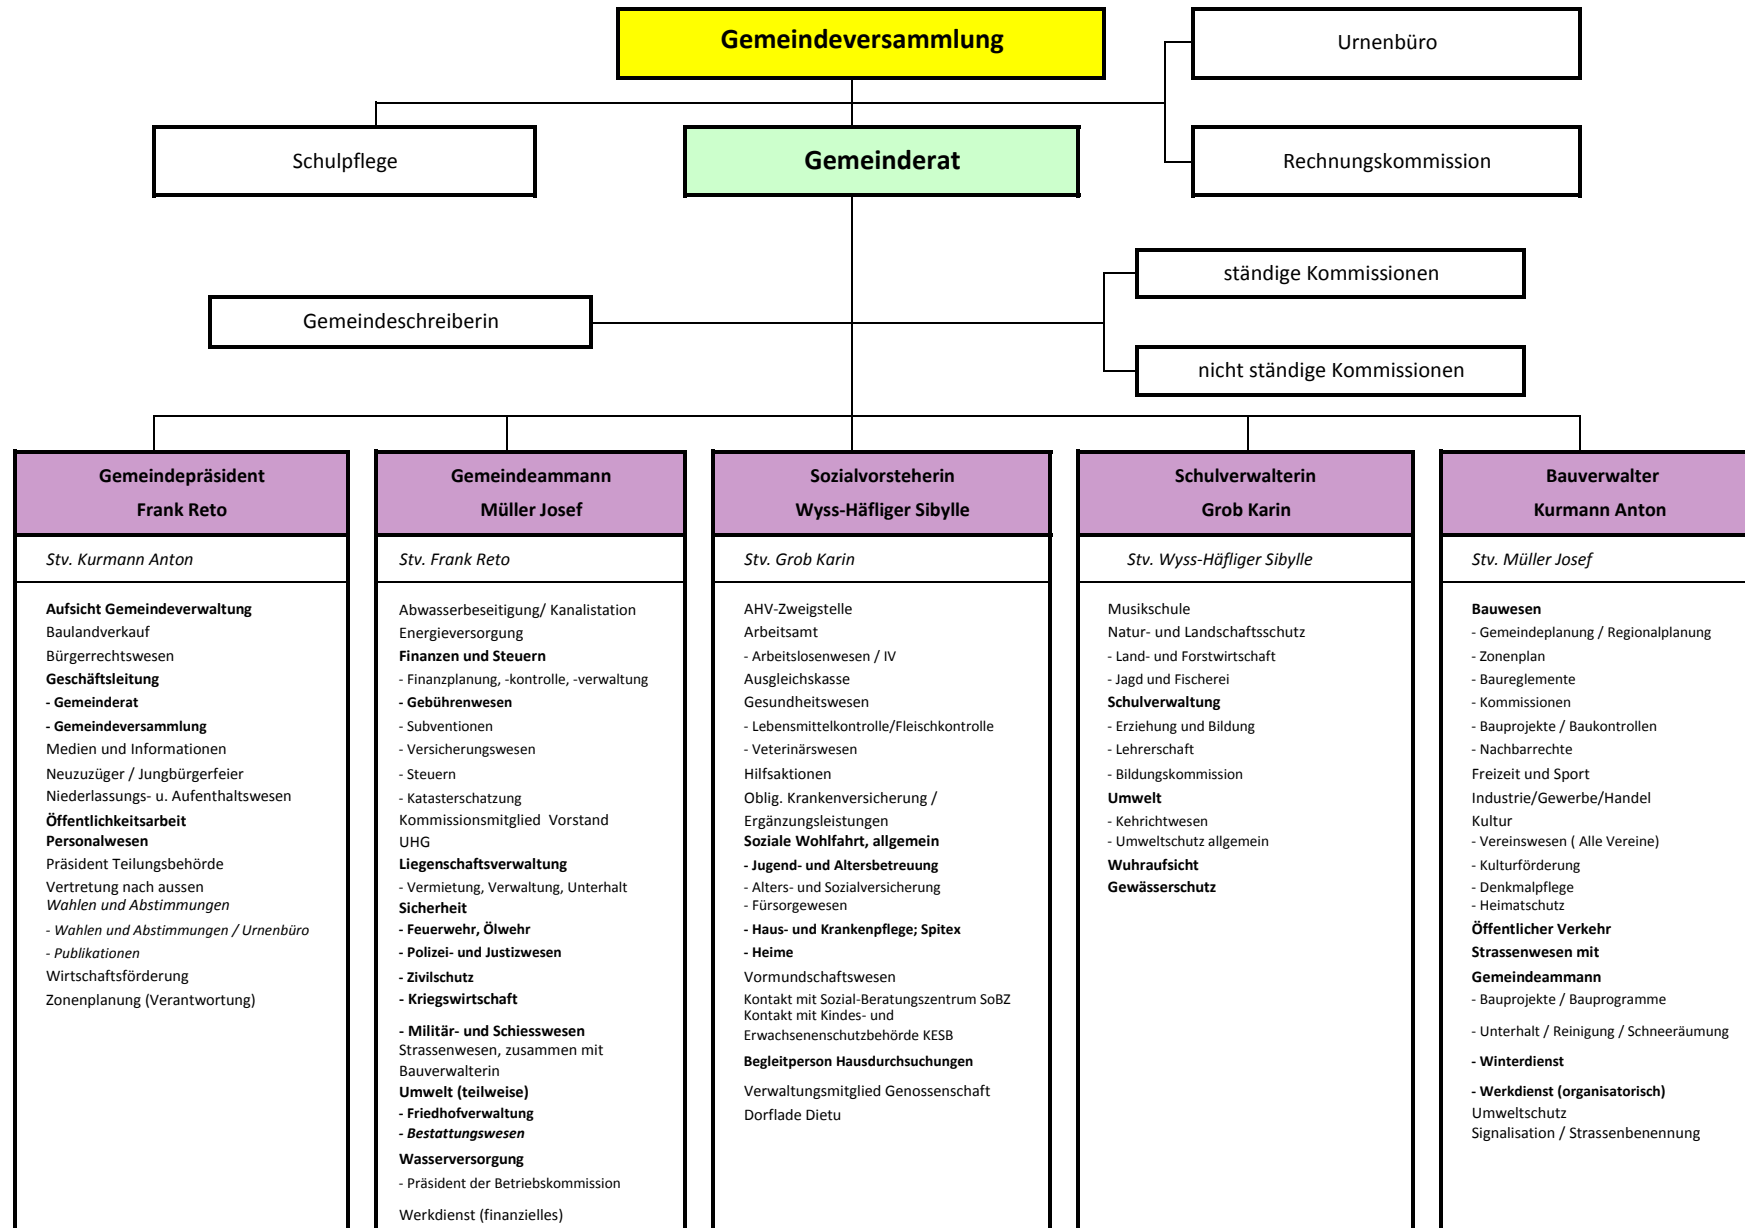 Gemeindeversammlung
Urnenbüro
Schulpflege
Gemeinderat
Rechnungskommission
ständige Kommissionen
Gemeindeschreiberin
nicht ständige Kommissionen
Gemeindepräsident
Frank Reto
Stv. Kurmann Anton
Aufsicht Gemeindeverwaltung
Baulandverkauf
Bürgerrechtswesen
Geschäftsleitung
- Gemeinderat
- Gemeindeversammlung
Medien und Informationen
Neuzuzüger / Jungbürgerfeier
Niederlassungs- u. Aufenthaltswesen
Öffentlichkeitsarbeit
Personalwesen
Präsident Teilungsbehörde
Vertretung nach aussen
Wahlen und Abstimmungen
- Wahlen und Abstimmungen / Urnenbüro
- Publikationen
Wirtschaftsförderung
Zonenplanung (Verantwortung)
Gemeindeammann
Müller Josef
Stv. Frank Reto
Abwasserbeseitigung/ Kanalistation
Energieversorgung
Finanzen und Steuern
- Finanzplanung, -kontrolle, -verwaltung
- Gebührenwesen
- Subventionen
- Versicherungswesen
- Steuern
- Katasterschatzung
Kommissionsmitglied  Vorstand
UHG
Liegenschaftsverwaltung
- Vermietung, Verwaltung, Unterhalt
Sicherheit
- Feuerwehr, Ölwehr
- Polizei- und Justizwesen
- Zivilschutz
- Kriegswirtschaft
- Militär- und Schiesswesen
Strassenwesen, zusammen mit
Bauverwalterin
Umwelt (teilweise)
- Friedhofverwaltung
- Bestattungswesen
Wasserversorgung
- Präsident der Betriebskommission
Werkdienst (finanzielles)
Sozialvorsteherin
Wyss-Häfliger Sibylle
Stv. Grob Karin
AHV-Zweigstelle
Arbeitsamt
- Arbeitslosenwesen / IV
Ausgleichskasse
Gesundheitswesen
- Lebensmittelkontrolle/Fleischkontrolle
- Veterinärswesen
Hilfsaktionen
Oblig. Krankenversicherung /
Ergänzungsleistungen
Soziale Wohlfahrt, allgemein
- Jugend- und Altersbetreuung
- Alters- und Sozialversicherung
- Fürsorgewesen
- Haus- und Krankenpflege; Spitex
- Heime
Vormundschaftswesen
Kontakt mit Sozial-Beratungszentrum SoBZ
Kontakt mit Kindes- und
Erwachsenenschutzbehörde KESB
Begleitperson Hausdurchsuchungen
Verwaltungsmitglied Genossenschaft
Dorflade Dietu
Schulverwalterin
Grob Karin
Stv. Wyss-Häfliger Sibylle
Musikschule
Natur- und Landschaftsschutz
- Land- und Forstwirtschaft
- Jagd und Fischerei
Schulverwaltung
- Erziehung und Bildung
- Lehrerschaft
- Bildungskommission
Umwelt
- Kehrichtwesen
- Umweltschutz allgemein
Wuhraufsicht
Gewässerschutz
Bauverwalter
Kurmann Anton
Stv. Müller Josef
Bauwesen
- Gemeindeplanung / Regionalplanung
- Zonenplan
- Baureglemente
- Kommissionen
- Bauprojekte / Baukontrollen
- Nachbarrechte
Freizeit und Sport
Industrie/Gewerbe/Handel
Kultur
- Vereinswesen ( Alle Vereine)
- Kulturförderung
- Denkmalpflege
- Heimatschutz
Öffentlicher Verkehr
Strassenwesen mit
Gemeindeammann
- Bauprojekte / Bauprogramme
- Unterhalt / Reinigung / Schneeräumung
- Winterdienst
- Werkdienst (organisatorisch)
Umweltschutz
Signalisation / Strassenbenennung